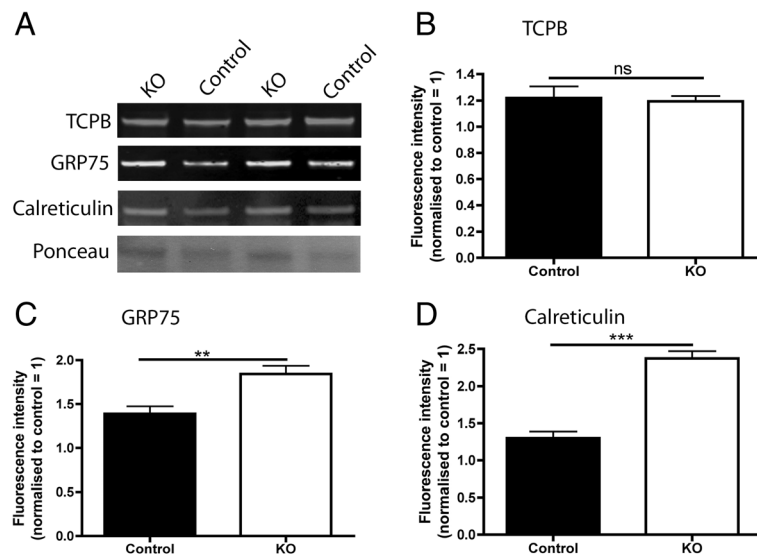 A
KO
Control
KO
Control
TCPB
GRP75
Calreticulin
Ponceau
B
TCPB
Fluorescence intensity
(normalised to control = 1)
1.4
1.2
1.0
0.8
0.6
0.4
0.2
0.0
ns
Control
KO
C
GRP75
Fluorescence intensity
(normalised to control = 1)
2.0
1.5
1.0
0.5
0.0
**
Control
KO
D
Calreticulin
Fluorescence intensity
(normalised to control = 1)
2.5
2.0
1.5
1.0
0.5
0.0
***
Control
KO